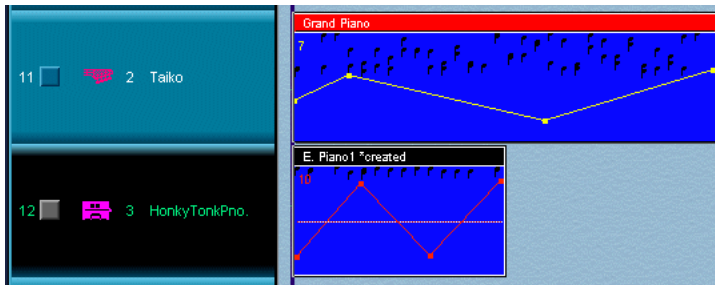 Grand Piano
7
11 2 Taiko
E. Piano1 *created
10
12 3 HonkyTonkPno.